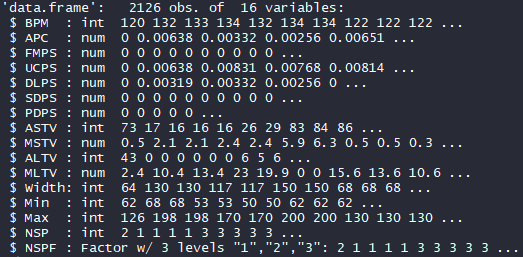 'data.frame':   2126 obs. of  16 variables:
 $ BPM  : int  120 132 133 134 132 134 134 122 122 122 ...
 $ APC  : num  0 0.00638 0.00332 0.00256 0.00651 ...
 $ FMPS : num  0 0 0 0 0 0 0 0 0 0 ...
 $ UCPS : num  0 0.00638 0.00831 0.00768 0.00814 ...
 $ DLPS : num  0 0.00319 0.00332 0.00256 0 ...
 $ SDPS : num  0 0 0 0 0 0 0 0 0 0 ...
 $ PDPS : num  0 0 0 0 0 ...
 $ ASTV : int  73 17 16 16 16 26 29 83 84 86 ...
 $ MSTV : num  0.5 2.1 2.1 2.4 2.4 5.9 6.3 0.5 0.5 0.3 ...
 $ ALTV : int  43 0 0 0 0 0 0 6 5 6 ...
 $ MLTV : num  2.4 10.4 13.4 23 19.9 0 0 15.6 13.6 10.6 ...
 $ Width: int  64 130 130 117 117 150 150 68 68 68 ...
 $ Min  : int  62 68 68 53 53 50 50 62 62 62 ...
 $ Max  : int  126 198 198 170 170 200 200 130 130 130 ...
 $ NSP  : int  2 1 1 1 1 3 3 3 3 3 ...
 $ NSPF : Factor w/ 3 levels "1","2","3": 2 1 1 1 1 3 3 3 3 3 ...